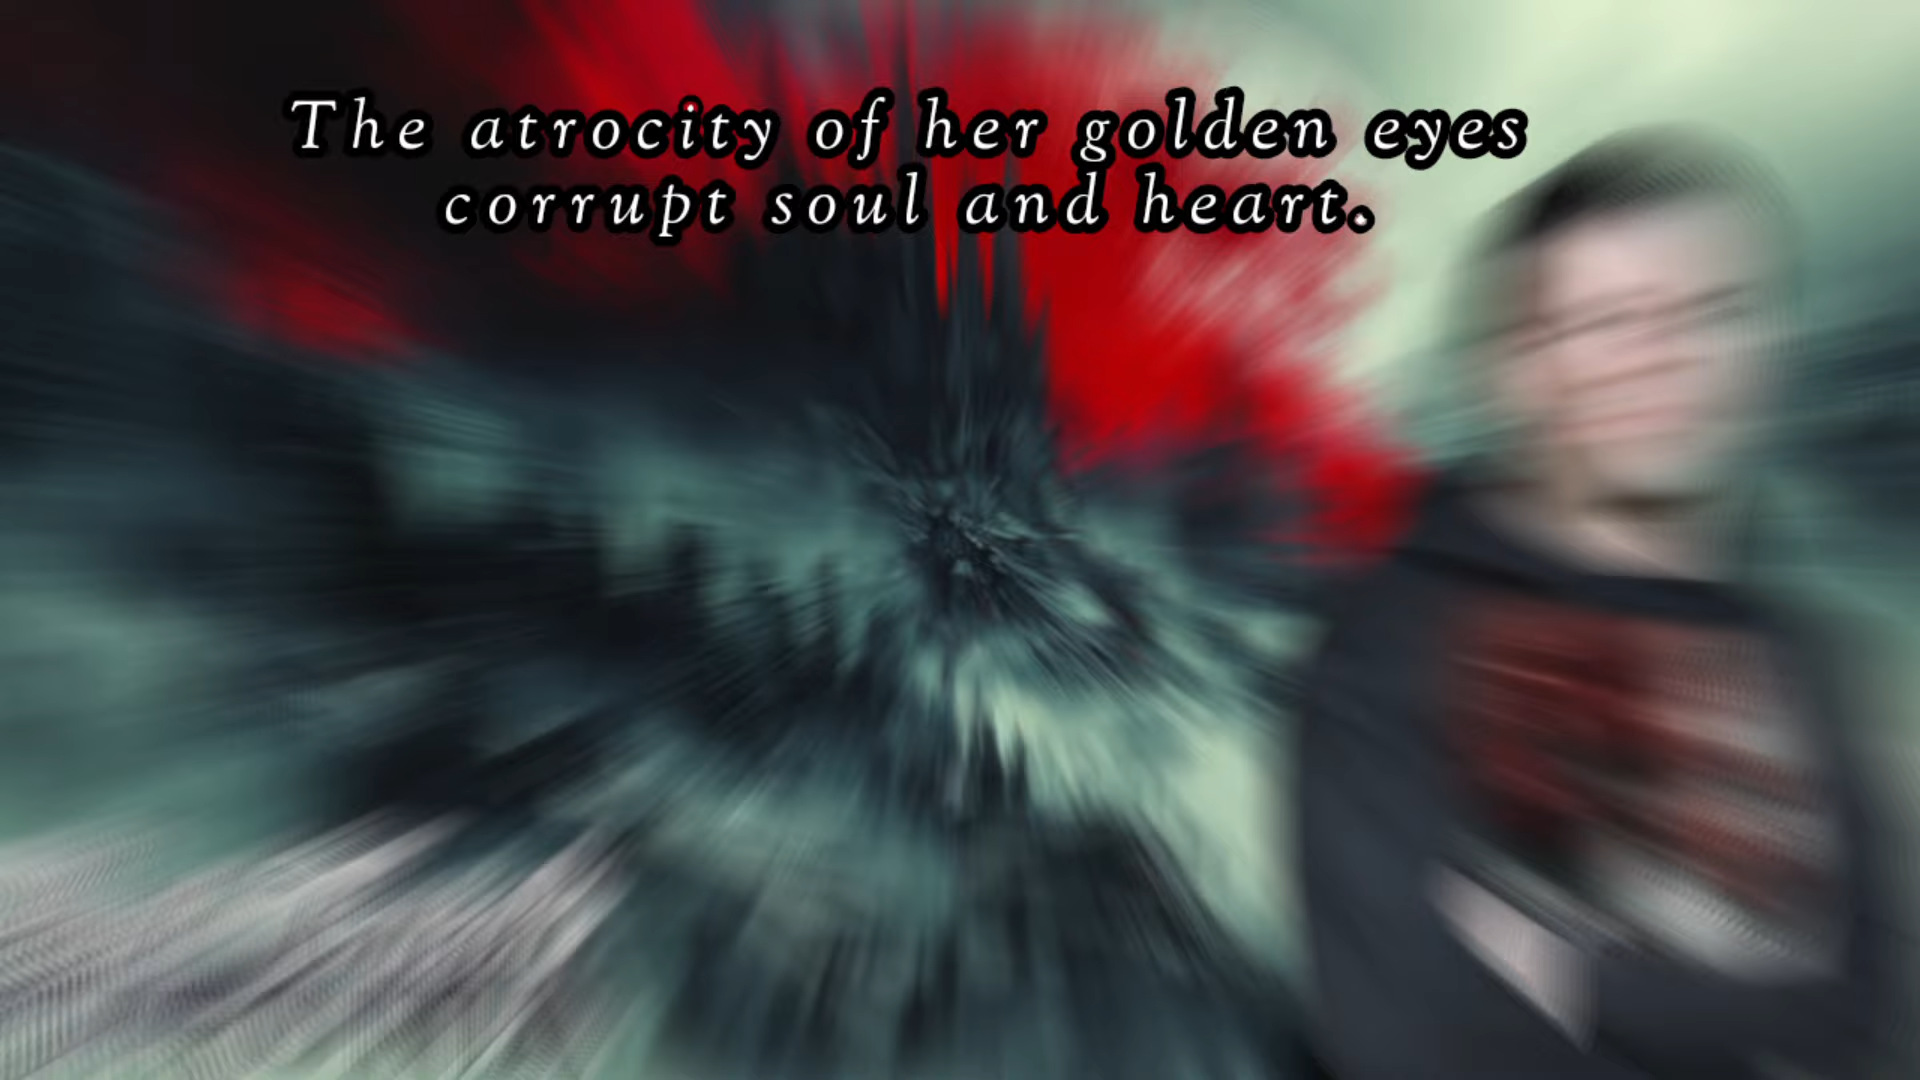 The atrocity of her golden eyes
corrupt soul and heart.